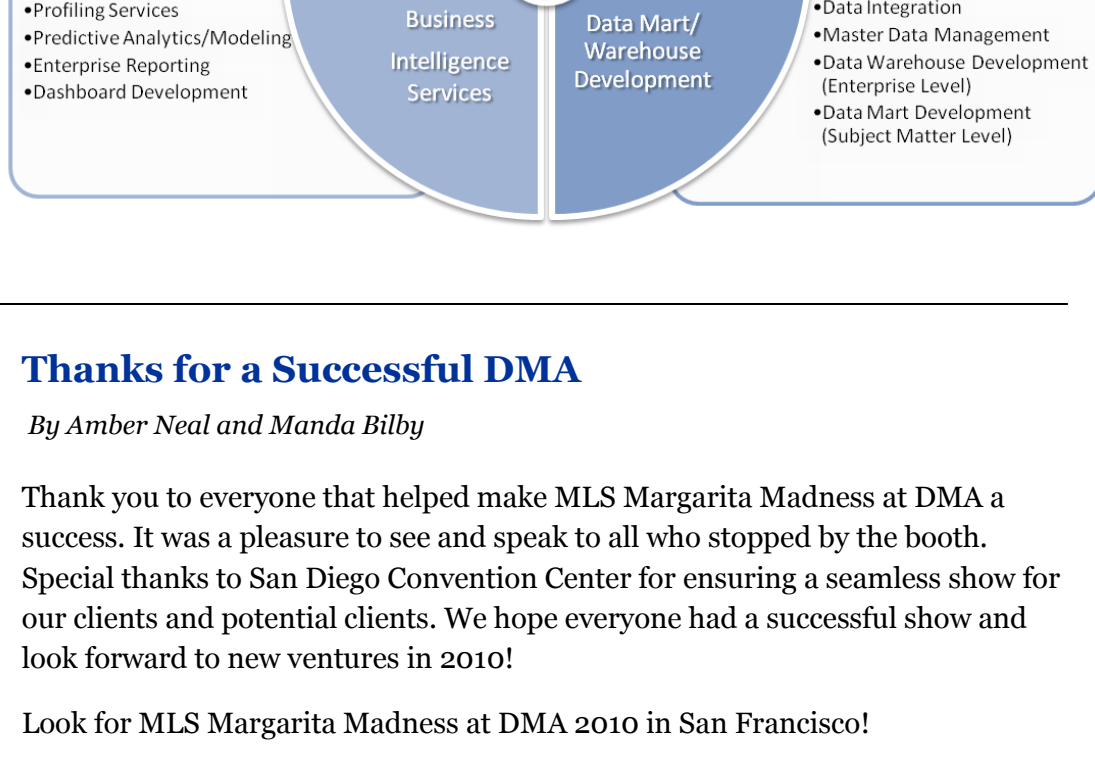 •Profiling Services
•Predictive Analytics/Modeling
•Enterprise Reporting
•Dashboard Development
Business
Intelligence
Services
Data Mart/
Warehouse
Development
•Data Integration
•Master Data Management
•Data Warehouse Development
(Enterprise Level)
•Data Mart Development
(Subject Matter Level)
Thanks for a Successful DMA
By Amber Neal and Manda Bilby
Thank you to everyone that helped make MLS Margarita Madness at DMA a
success. It was a pleasure to see and speak to all who stopped by the booth.
Special thanks to San Diego Convention Center for ensuring a seamless show for
our clients and potential clients. We hope everyone had a successful show and
look forward to new ventures in 2010!
Look for MLS Margarita Madness at DMA 2010 in San Francisco!